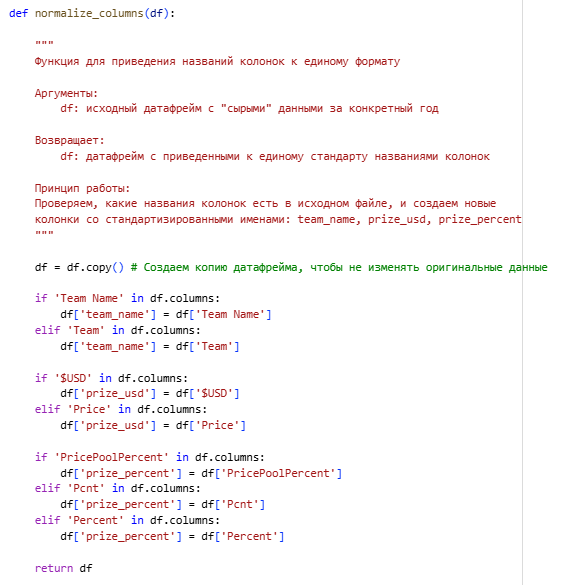 def normalize_columns(df):
"""
Функция для приведения названий колонок к единому формату
Аргументы:
df: исходный датафрейм с "сырыми" данными за конкретный год
Возвращает:
df: датафрейм с приведенными к единому стандарту названиями колонок
Принцип работы:
Проверяем, какие названия колонок есть в исходном файле, и создаем новые
колонки со стандартизированными именами: team_name, prize_usd, prize_percent
"""
df = df.copy() # Создаем копию датафрейма, чтобы не изменять оригинальные данные
if 'Team Name' in df.columns:
df['team_name'] = df['Team Name']
elif 'Team' in df.columns:
df['team_name'] = df['Team']
if '$USD' in df.columns:
df['prize_usd'] = df['$USD']
elif 'Price' in df.columns:
df['prize_usd'] = df['Price']
if 'PricePoolPercent' in df.columns:
df['prize_percent'] = df['PricePoolPercent']
elif 'Pcnt' in df.columns:
df['prize_percent'] = df['Pcnt']
elif 'Percent' in df.columns:
df['prize_percent'] = df['Percent']
return df